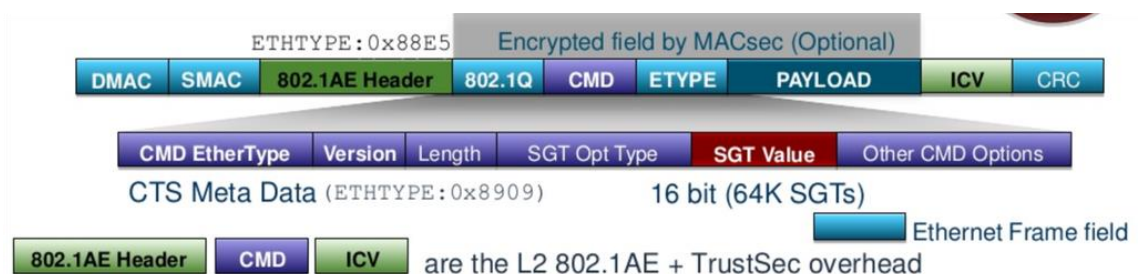 ETHTYPE:0x88E5 Encrypted field by MACsec (Optional)
DMAC SMAC 802.1AE Header 802.1Q CMD ETYPE PAYLOAD ICV CRC
CMD EtherType Version Length SGT Opt Type SGT Value Other CMD Options
CTS Meta Data (ETHTYPE:0x8909) 16 bit (64K SGTs)
Ethernet Frame field
802.1AE Header CMD ICV are the L2 802.1AE + TrustSec overhead